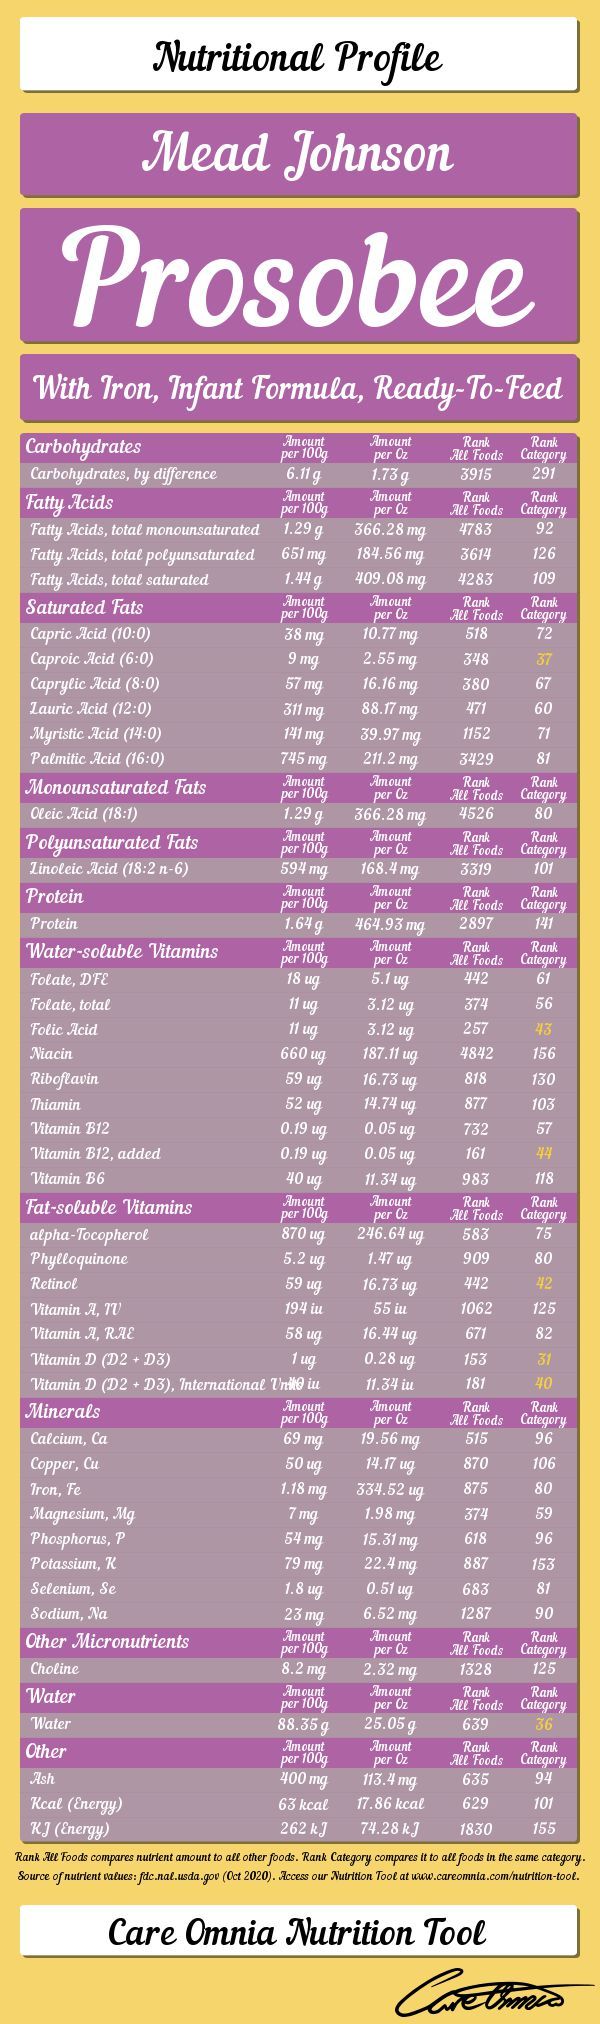 Nutritional Profile
Mead Johnson
Prosobee
With Iron, Infant Formula, Ready-To-Feed
Carbohydrates Amount per 100g Amount per Oz Rank All Foods Rank Category
Carbohydrates, by difference 6.11 g 1.73 g 3915 291
Fatty Acids Amount per 100g Amount per Oz Rank All Foods Rank Category
Fatty Acids, total monounsaturated 1.29 g 366.28 mg 4783 92
Fatty Acids, total polyunsaturated 651 mg 184.56 mg 3614 126
Fatty Acids, total saturated 1.44 g 409.08 mg 4283 109
Saturated Fats Amount per 100g Amount per Oz Rank All Foods Rank Category
Capric Acid (10:0) 38 mg 10.77 mg 518 72
Caproic Acid (6:0) 9 mg 2.55 mg 348 37
Caprylic Acid (8:0) 57 mg 16.16 mg 380 67
Lauric Acid (12:0) 311 mg 88.17 mg 471 60
Myristic Acid (14:0) 141 mg 39.97 mg 1152 71
Palmitic Acid (16:0) 745 mg 211.2 mg 3429 81
Monounsaturated Fats Amount per 100g Amount per Oz Rank All Foods Rank Category
Oleic Acid (18:1) 1.29 g 366.28 mg 4526 80
Polyunsaturated Fats Amount per 100g Amount per Oz Rank All Foods Rank Category
Linoleic Acid (18:2 n-6) 594 mg 168.4 mg 3319 101
Protein Amount per 100g Amount per Oz Rank All Foods Rank Category
Protein 1.64 g 464.93 mg 2897 141
Water-soluble Vitamins Amount per 100g Amount per Oz Rank All Foods Rank Category
Folate, DFE 18 ug 5.1 ug 442 61
Folate, total 11 ug 3.12 ug 374 56
Folic Acid 11 ug 3.12 ug 257 43
Niacin 660 ug 187.11 ug 4842 156
Riboflavin 59 ug 16.73 ug 818 130
Thiamin 52 ug 14.74 ug 877 103
Vitamin B12 0.19 ug 0.05 ug 732 57
Vitamin B12, added 0.19 ug 0.05 ug 161 44
Vitamin B6 40 ug 11.34 ug 983 118
Fat-soluble Vitamins Amount per 100g Amount per Oz Rank All Foods Rank Category
alpha-Tocopherol 870 ug 246.64 ug 583 75
Phylloquinone 5.2 ug 1.47 ug 909 80
Retinol 59 ug 16.73 ug 442 42
Vitamin A, IU 194 iu 55 iu 1062 125
Vitamin A, RAE 58 ug 16.44 ug 671 82
Vitamin D (D2 + D3) 1 ug 0.28 ug 153 31
Vitamin D (D2 + D3), International Units 40 iu 11.34 iu 181 40
Minerals Amount per 100g Amount per Oz Rank All Foods Rank Category
Calcium, Ca 69 mg 19.56 mg 515 96
Copper, Cu 50 ug 14.17 ug 870 106
Iron, Fe 1.18 mg 334.52 ug 875 80
Magnesium, Mg 7 mg 1.98 mg 374 59
Phosphorus, P 54 mg 15.31 mg 618 96
Potassium, K 79 mg 22.4 mg 887 153
Selenium, Se 1.8 ug 0.51 ug 683 81
Sodium, Na 23 mg 6.52 mg 1287 90
Other Micronutrients Amount per 100g Amount per Oz Rank All Foods Rank Category
Choline 8.2 mg 2.32 mg 1328 125
Water Amount per 100g Amount per Oz Rank All Foods Rank Category
Water 88.35 g 25.05 g 639 36
Other Amount per 100g Amount per Oz Rank All Foods Rank Category
Ash 400 mg 113.4 mg 635 94
Kcal (Energy) 63 kcal 17.86 kcal 629 101
KJ (Energy) 262 kJ 74.28 kJ 1830 155
Rank All Foods compares nutrient amount to all other foods. Rank Category compares it to all foods in the same category.
Source of nutrient values: fdc.nal.usda.gov (Oct 2020). Access our Nutrition Tool at www.careomnia.com/nutrition-tool.
Care Omnia Nutrition Tool
Care Omnia